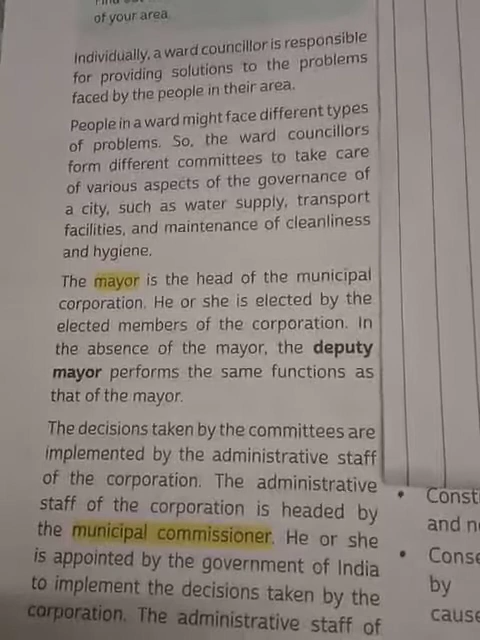 of your area.
Individually, a ward councillor is responsible
for providing solutions to the problems
faced by the people in their area.
People in a ward might face different types
of problems. So, the ward councillors
form different committees to take care
of various aspects of the governance of
a city, such as water supply, transport
facilities, and maintenance of cleanliness
and hygiene.
The mayor is the head of the municipal
corporation. He or she is elected by the
elected members of the corporation. In
the absence of the mayor, the deputy
mayor performs the same functions as
that of the mayor.
The decisions taken by the committees are
implemented by the administrative staff
of the corporation. The administrative
staff of the corporation is headed by
the municipal commissioner. He or she
is appointed by the government of India
to implement the decisions taken by the
corporation. The administrative staff of
• Const
and n
• Conse
by
cause